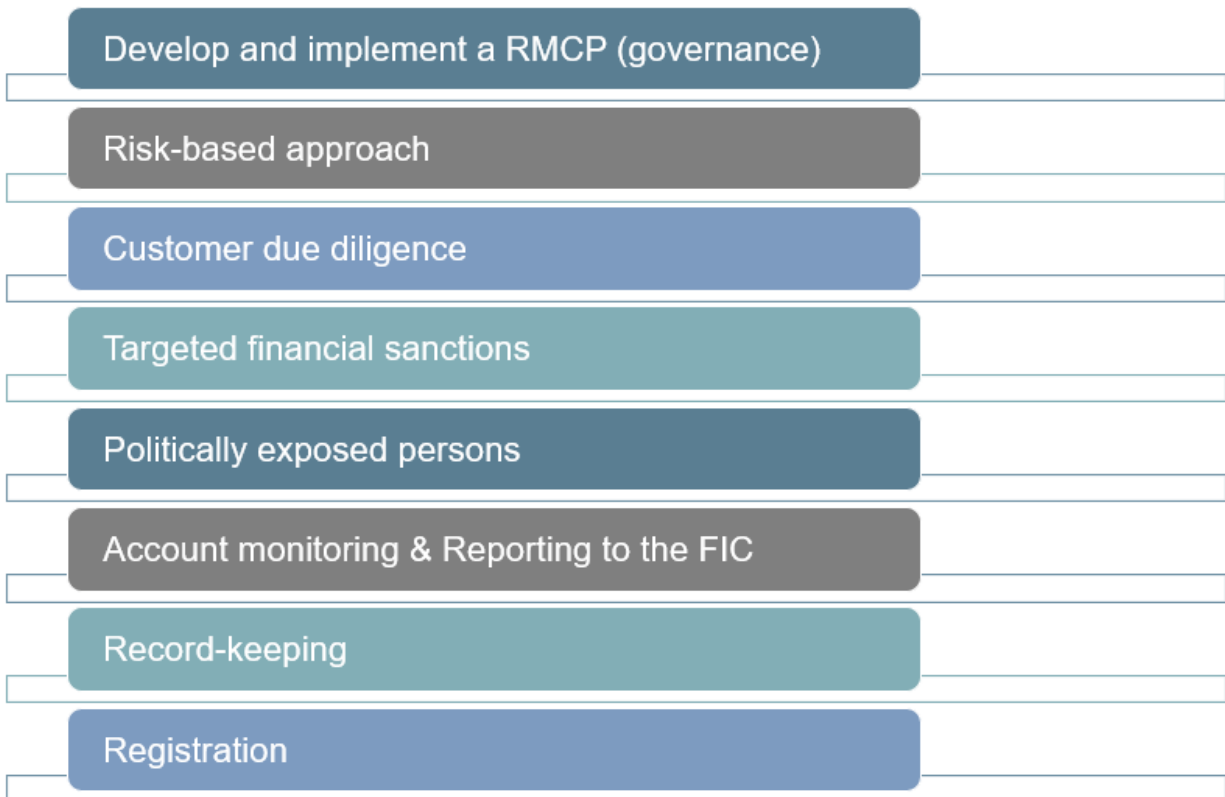 Develop and implement a RMCP (governance)
Risk-based approach
Customer due diligence
Targeted financial sanctions
Politically exposed persons
Account monitoring & Reporting to the FIC
Record-keeping
Registration